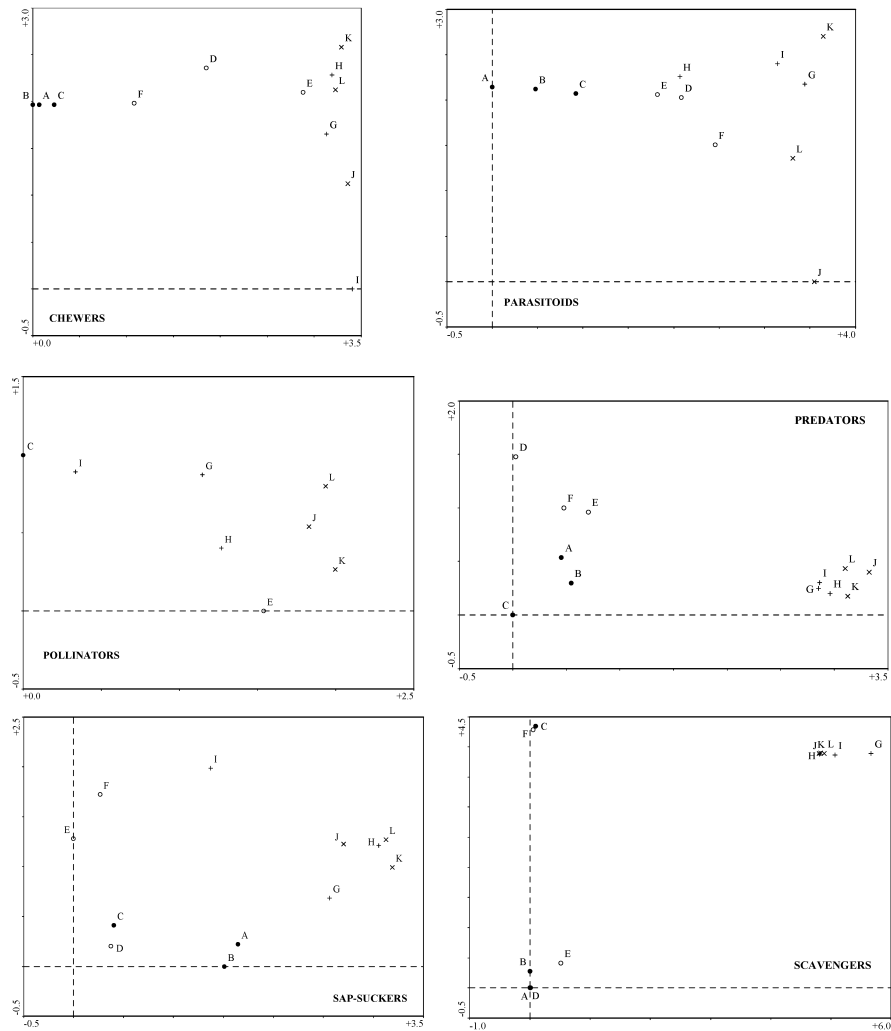 +3.0
K
D
H
E
L
B A C
F
G
J
I
CHEWERS
-0.5
+0.0
+3.5
+3.0
K
I
H
G
A
B
C
E
D
F
L
J
PARASITOIDS
-0.5
-0.5
+4.0
+1.5
C
I
G
L
J
H
K
E
POLLINATORS
-0.5
+0.0
+2.5
+2.0
PREDATORS
D
F
E
A
B
L
J
I
G
H
K
C
-0.5
-0.5
+3.5
+2.5
I
F
E
J
H
L
K
G
C
D
A
B
SAP-SUCKERS
-0.5
-0.5
+3.5
+4.5
F
C
H
J
K
L
I
G
B
E
A
D
SCAVENGERS
-0.5
-1.0
+6.0